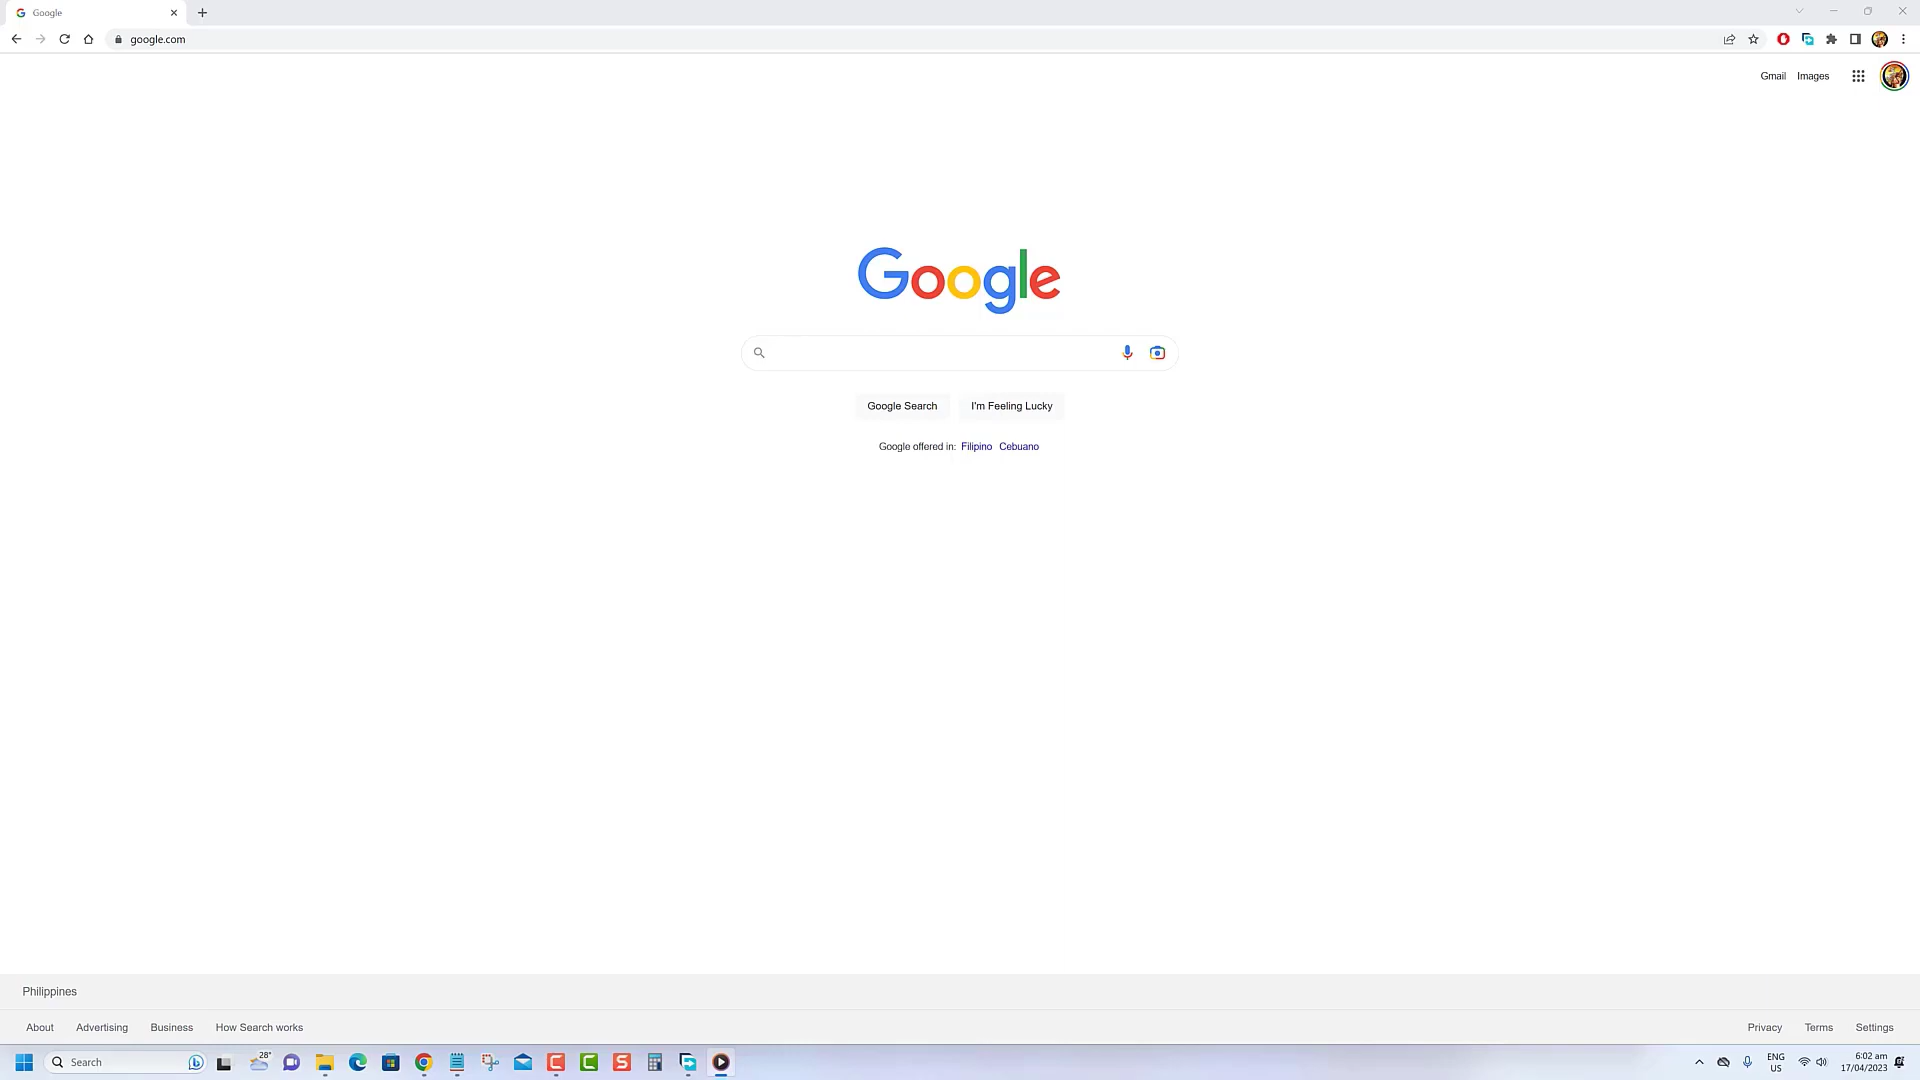 Google
google.com
Gmail Images
Google
Google Search I'm Feeling Lucky
Google offered in: Filipino Cebuano
Philippines
About Advertising Business How Search works
Privacy Terms Settings
Search
28°
ENG
US
6:02 am
17/04/2023